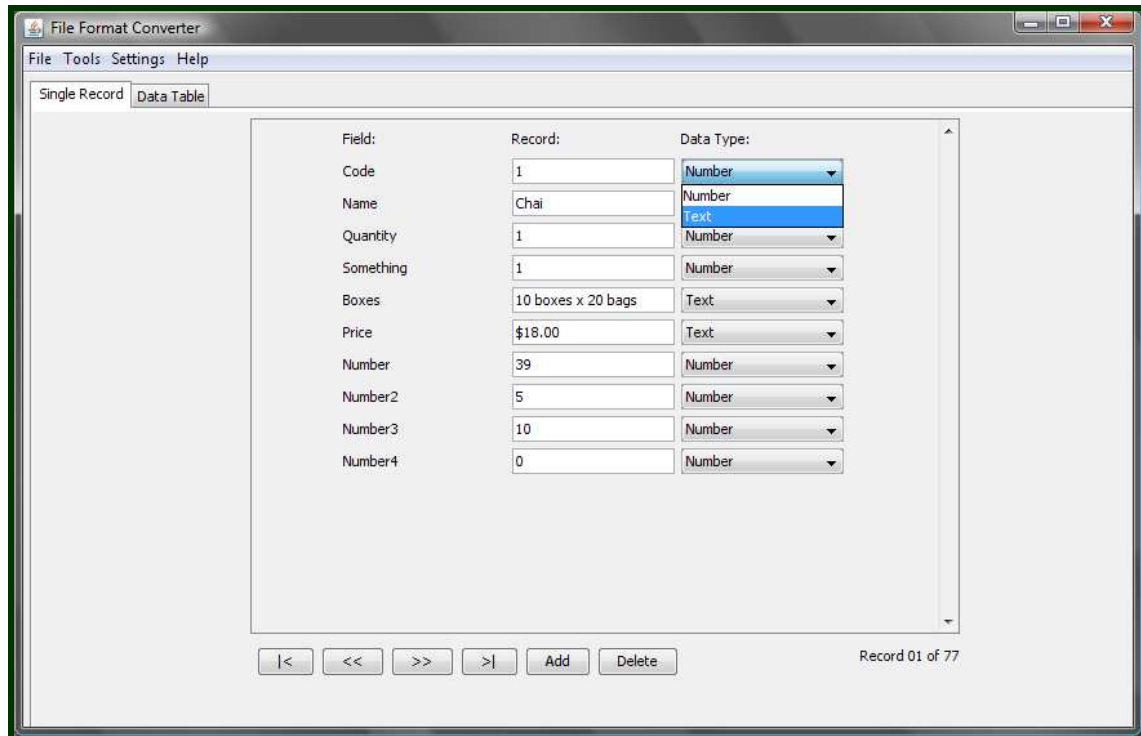 File Format Converter
File Tools Settings Help
Single Record Data Table
Field: Record: Data Type:
Code 1 Number
Number
Name Chai
Text
Quantity 1 Number
Something 1 Number
Boxes 10 boxes x 20 bags Text
Price $18.00 Text
Number 39 Number
Number2 5 Number
Number3 10 Number
Number4 0 Number
|< << >> >| Add Delete Record 01 of 77